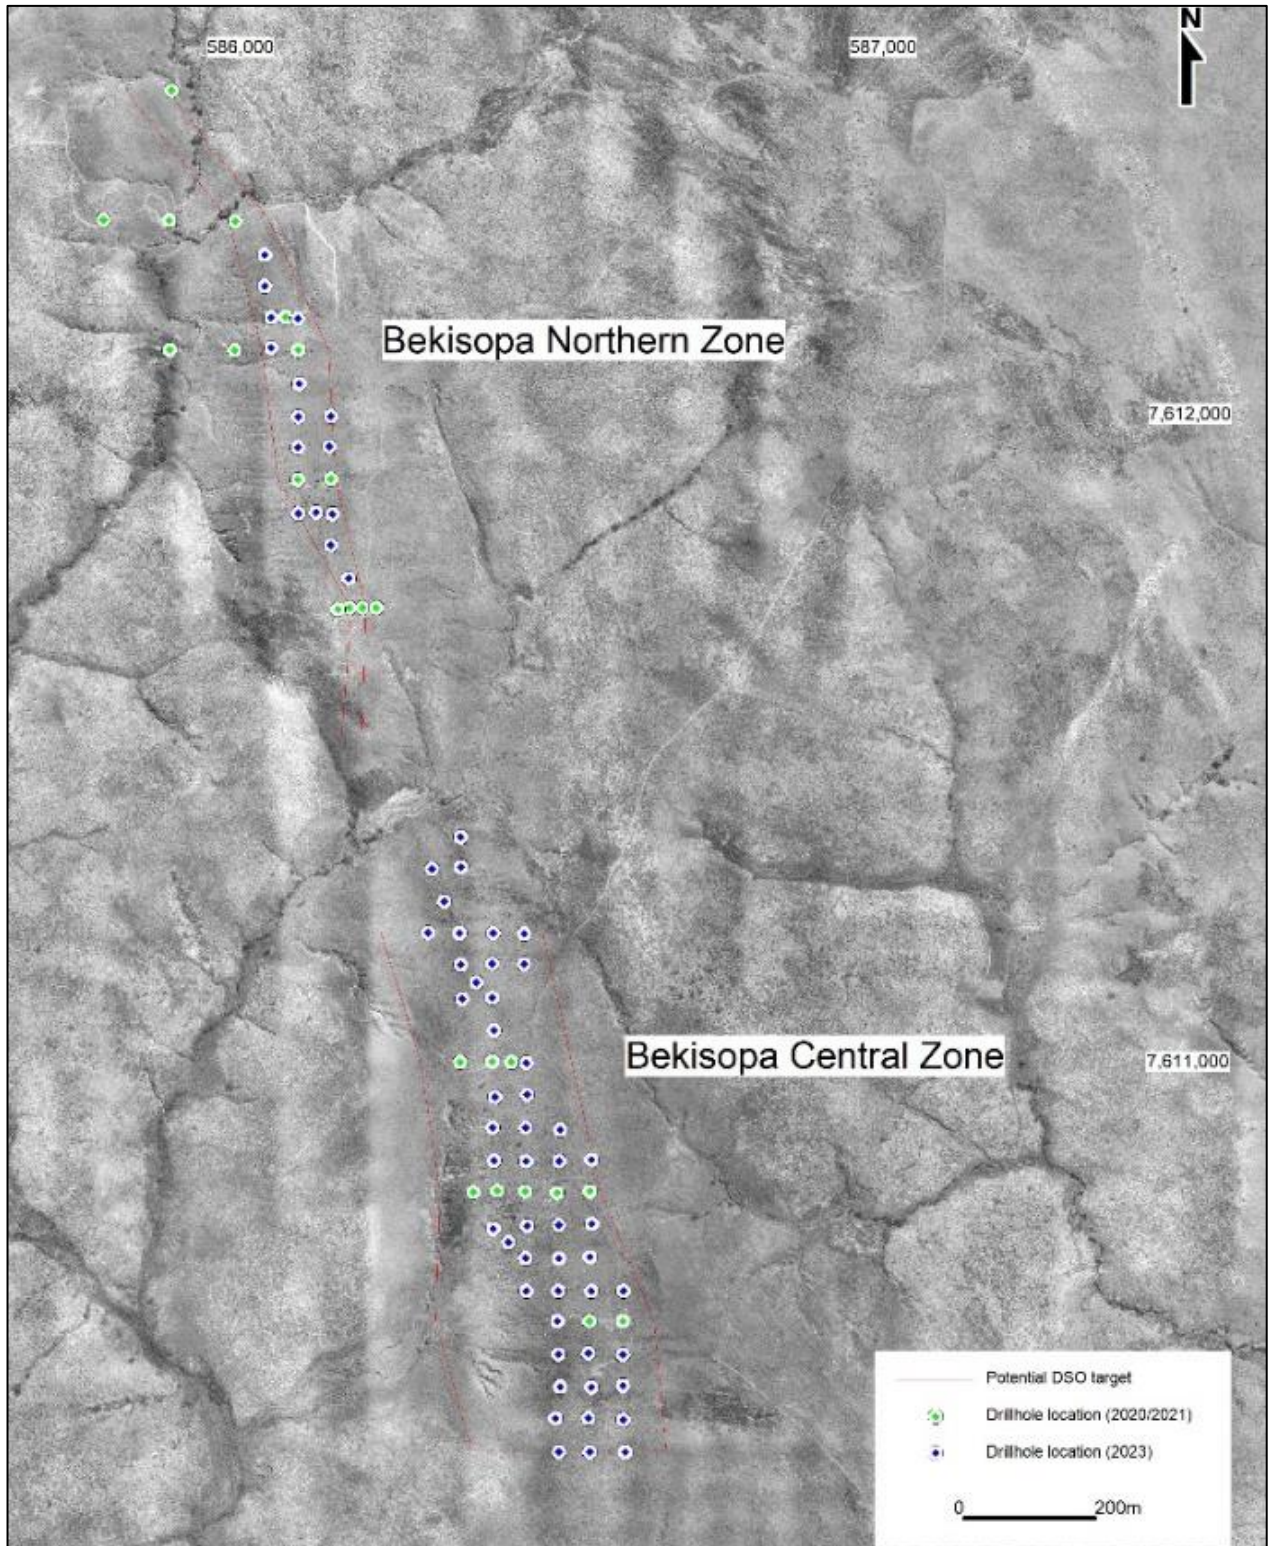 N
586,000
587,000
Bekisopa Northern Zone
7,612,000
Bekisopa Central Zone
7,611,000
Potential DSO target
Drillhole location (2020/2021)
Drillhole location (2023)
0 200m